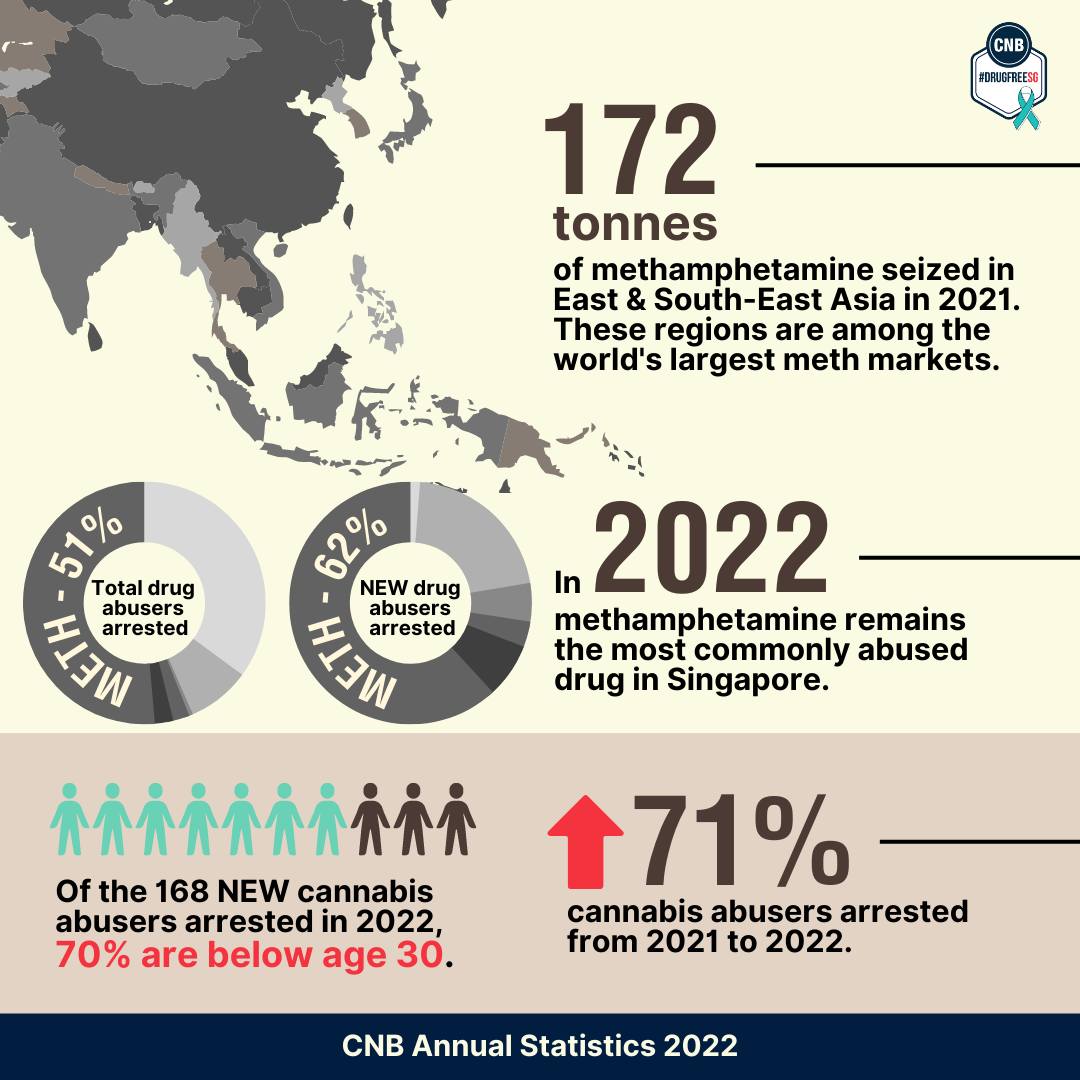 CNB
#DRUGFREESG
172
tonnes
of methamphetamine seized in
East & South-East Asia in 2021.
These regions are among the
world's largest meth markets.
METH - 51%
Total drug
abusers
arrested
METH - 62%
NEW drug
abusers
arrested
In 2022
methamphetamine remains
the most commonly abused
drug in Singapore.
Of the 168 NEW cannabis
abusers arrested in 2022,
70% are below age 30.
71%
cannabis abusers arrested
from 2021 to 2022.
CNB Annual Statistics 2022